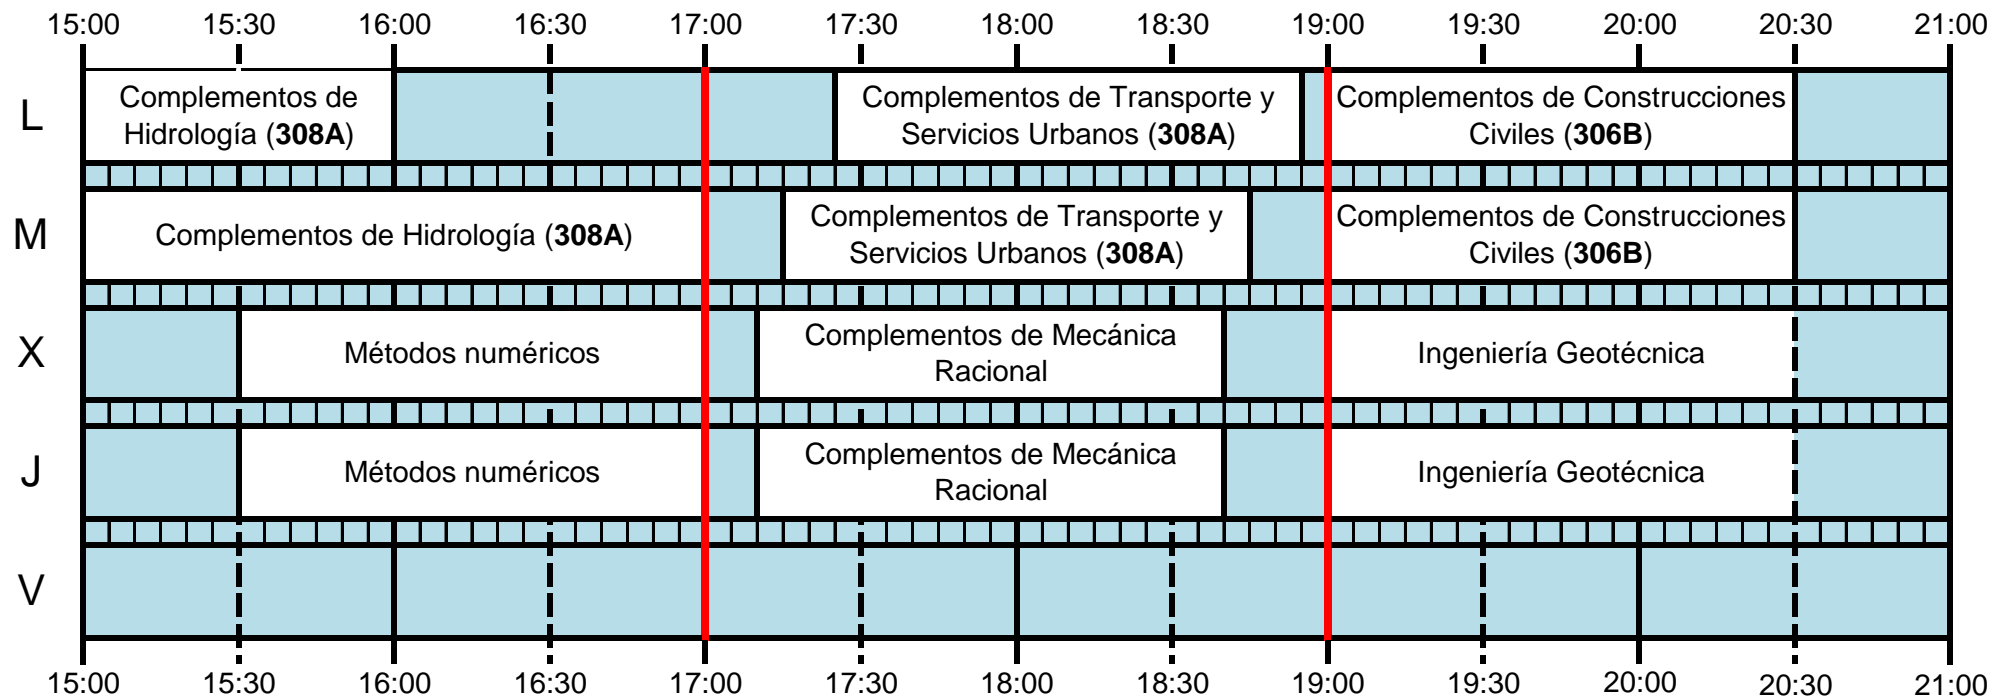 15:00 15:30 16:00 16:30 17:00 17:30 18:00 18:30 19:00 19:30 20:00 20:30 21:00
L
Complementos de
Hidrología (308A)
Complementos de Transporte y
Servicios Urbanos (308A)
Complementos de Construcciones
Civiles (306B)
M
Complementos de Hidrología (308A)
Complementos de Transporte y
Servicios Urbanos (308A)
Complementos de Construcciones
Civiles (306B)
X
Métodos numéricos
Complementos de Mecánica
Racional
Ingeniería Geotécnica
J
Métodos numéricos
Complementos de Mecánica
Racional
Ingeniería Geotécnica
V
15:00 15:30 16:00 16:30 17:00 17:30 18:00 18:30 19:00 19:30 20:00 20:30 21:00